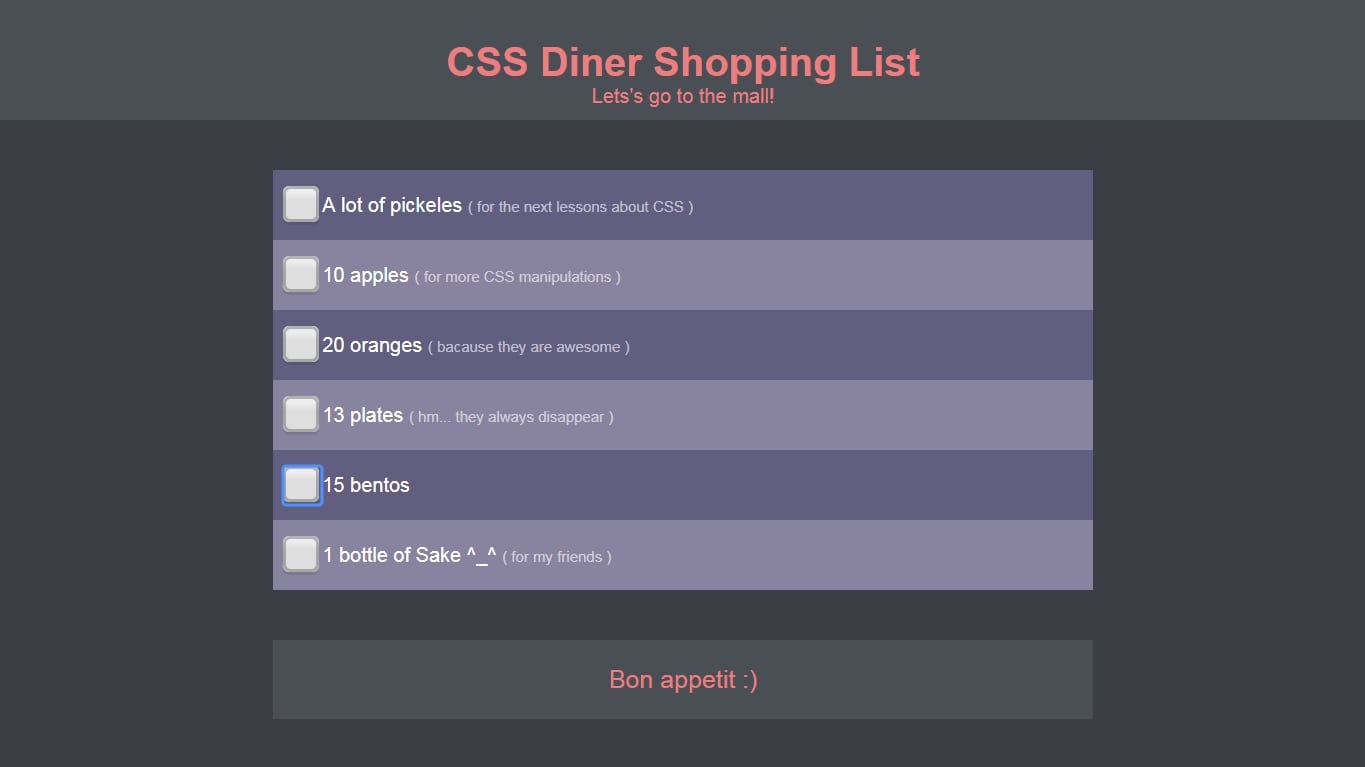 CSS Diner Shopping List
Lets's go to the mall!
A lot of pickeles ( for the next lessons about CSS )
10 apples ( for more CSS manipulations )
20 oranges ( bacause they are awesome )
13 plates ( hm... they always disappear )
15 bentos
1 bottle of Sake ^_^ ( for my friends )
Bon appetit :)